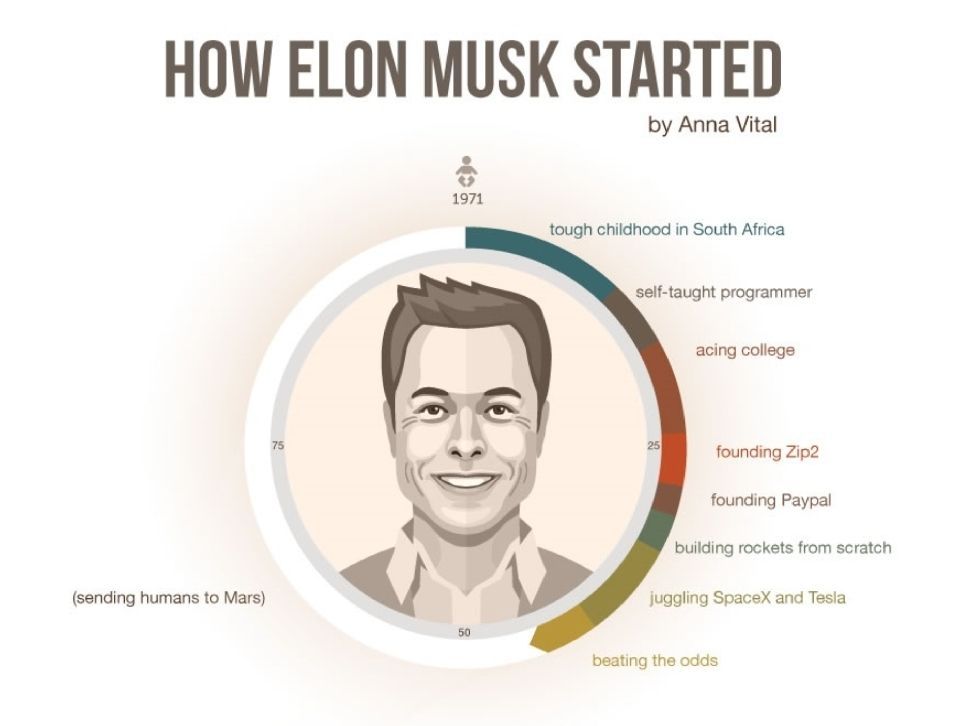 HOW ELON MUSK STARTED
by Anna Vital
1971
tough childhood in South Africa
self-taught programmer
acing college
75
25
founding Zip2
founding Paypal
building rockets from scratch
(sending humans to Mars)
juggling SpaceX and Tesla
50
beating the odds